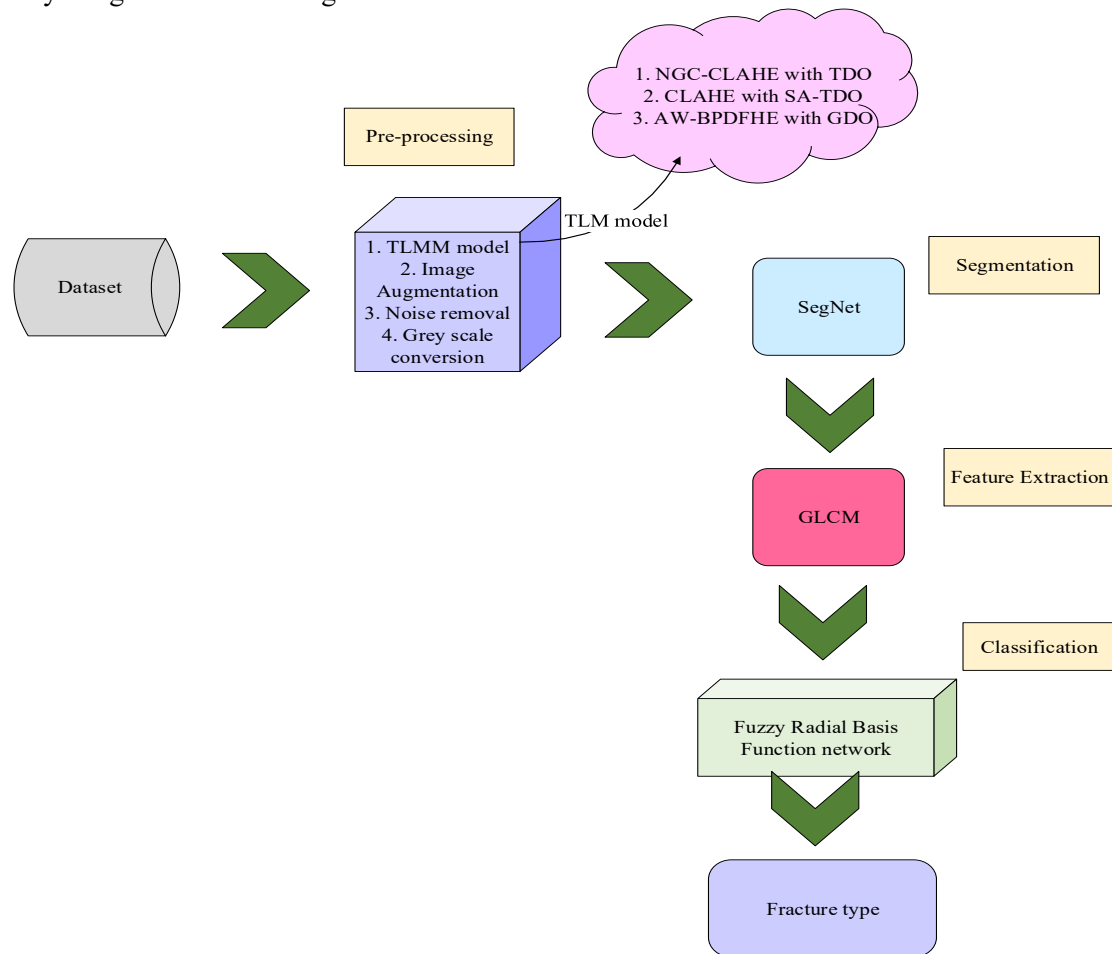 1. NGC-CLAHE with TDO
2. CLAHE with SA-TDO
3. AW-BPDFHE with GDO
Pre-processing
TLM model
1. TLMM model
2. Image
Augmentation
3. Noise removal
4. Grey scale
conversion
Dataset
Segmentation
SegNet
Feature Extraction
GLCM
Classification
Fuzzy Radial Basis
Function network
Fracture type